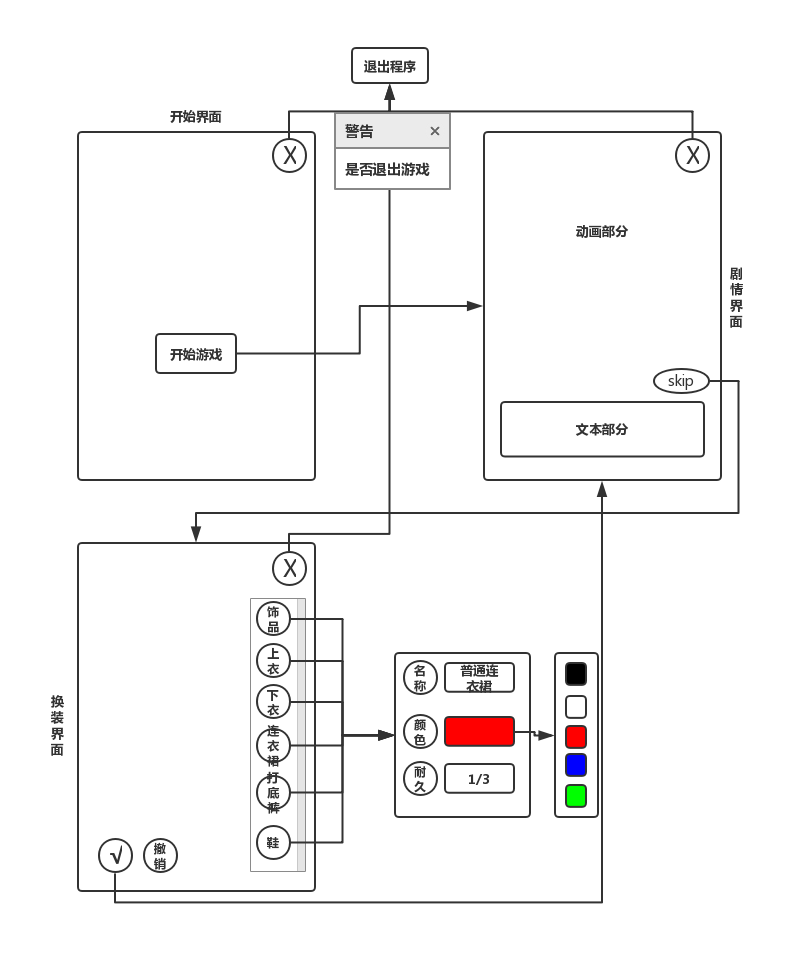 退出程序
开始界面
警告 ×
是否退出游戏
X
X
动画部分
剧
情
界
面
开始游戏
skip
文本部分
X
饰
品
上
衣
下
衣
连
衣
裙
打
底
裤
鞋
换
装
界
面
√
撤
销
名
称
普通连
衣裙
颜
色
耐
久
1/3